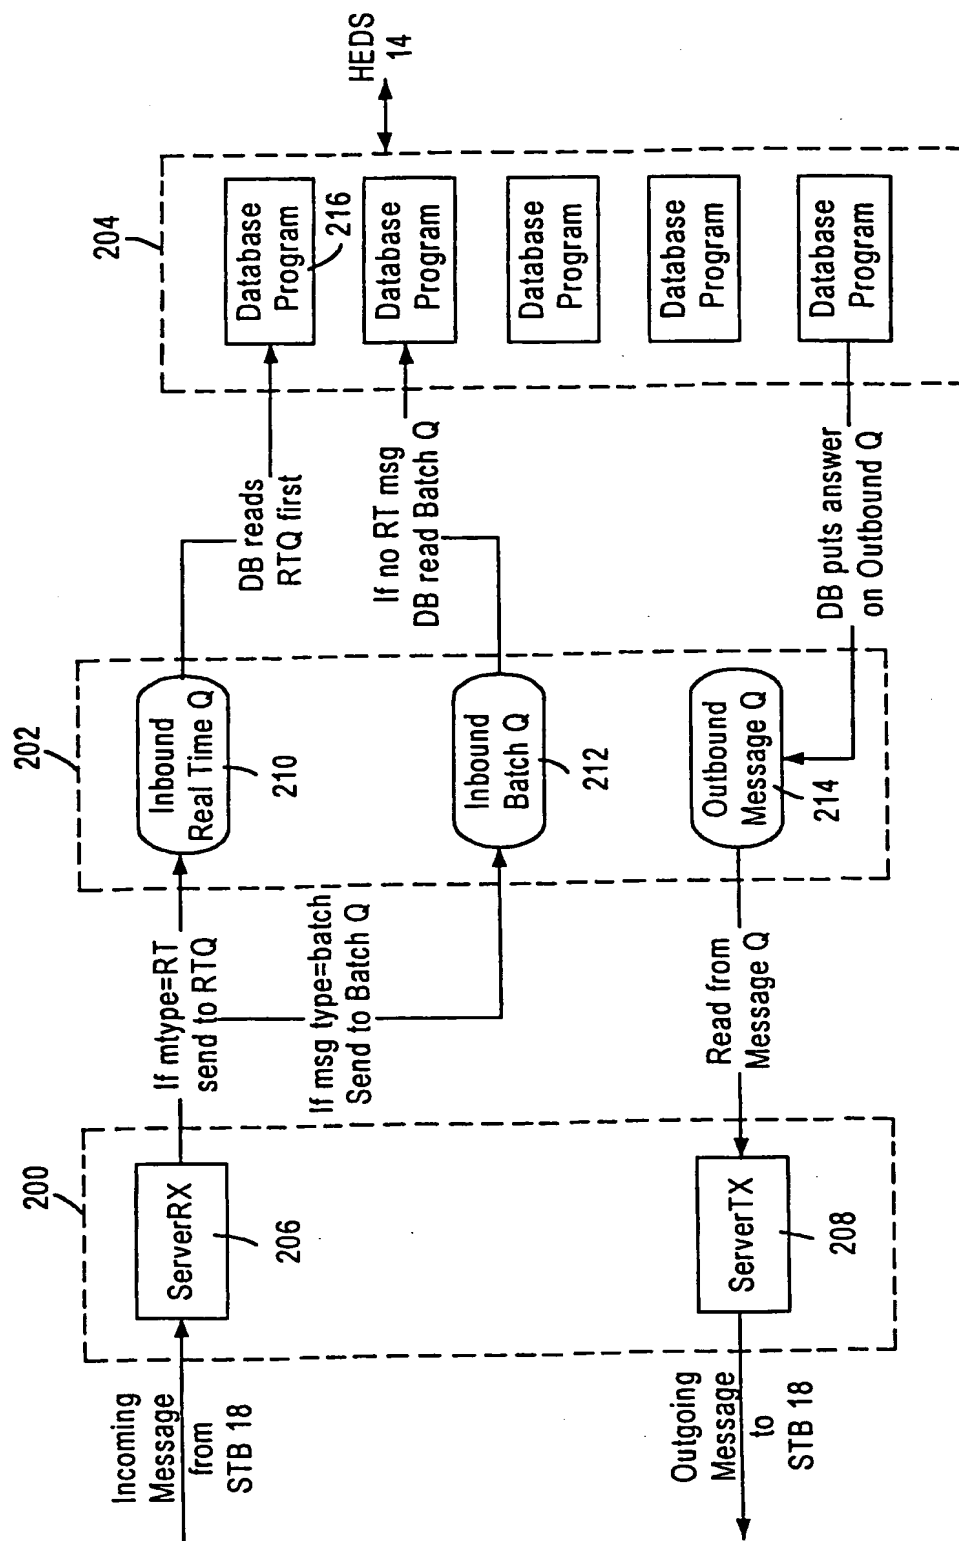 200
Incoming
Message
from
STB 18
ServerRX
206
Outgoing
Message
to
STB 18
ServerTX
208
If mtype=RT
send to RTQ
If msg type=batch
Send to Batch Q
Read from
Message Q
202
Inbound
Real Time Q
210
Inbound
Batch Q
212
Outbound
Message Q
214
DB reads
RTQ first
If no RT msg
DB read Batch Q
DB puts answer
on Outbound Q
204
Database
Program
216
Database
Program
Database
Program
Database
Program
Database
Program
HEDS
14